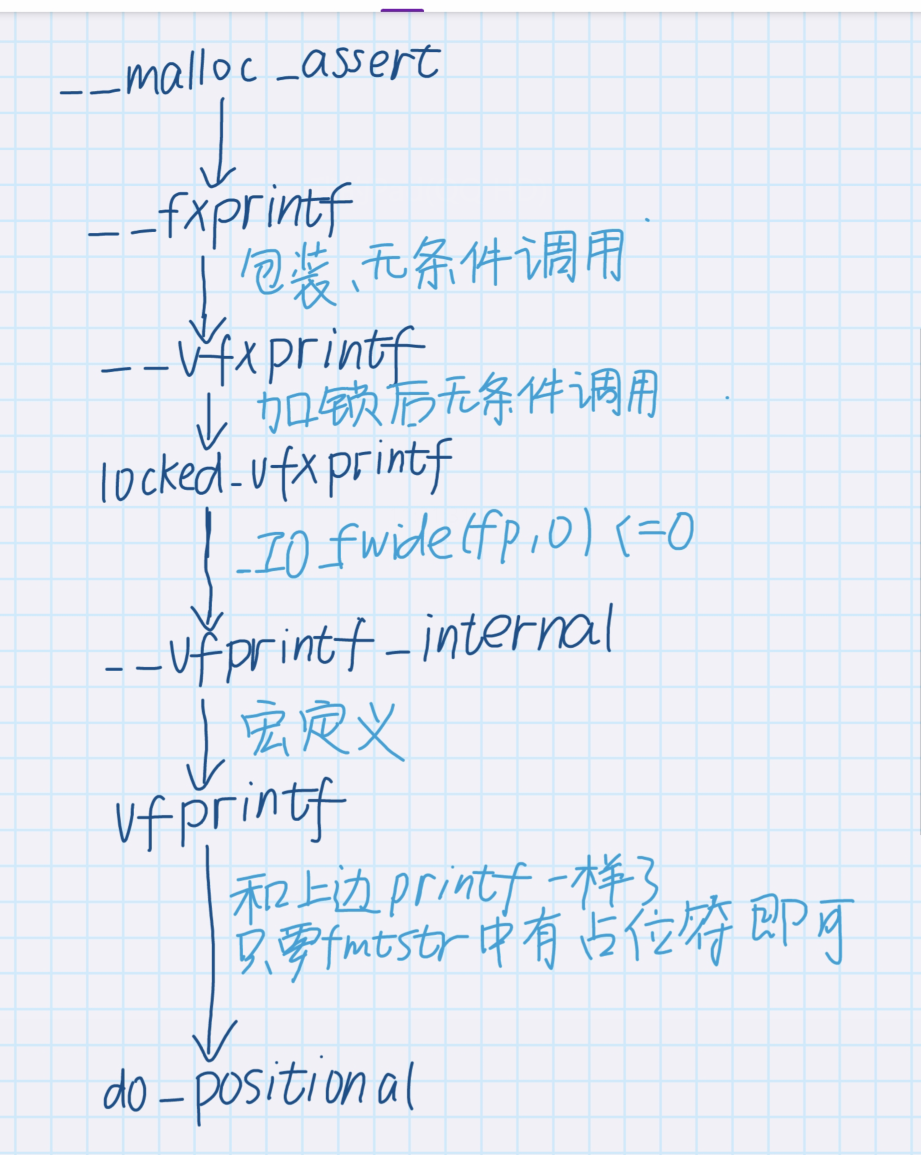 __malloc_assert
__fxprintf
包装、无条件调用
__vfxprintf
加锁后无条件调用
locked_vfxprintf
_IO_fwide(fp,0)<=0
__vfprintf_internal
宏定义
vfprintf
和上边printf一样了
只要fmtstr中有占位符即可
do_positional